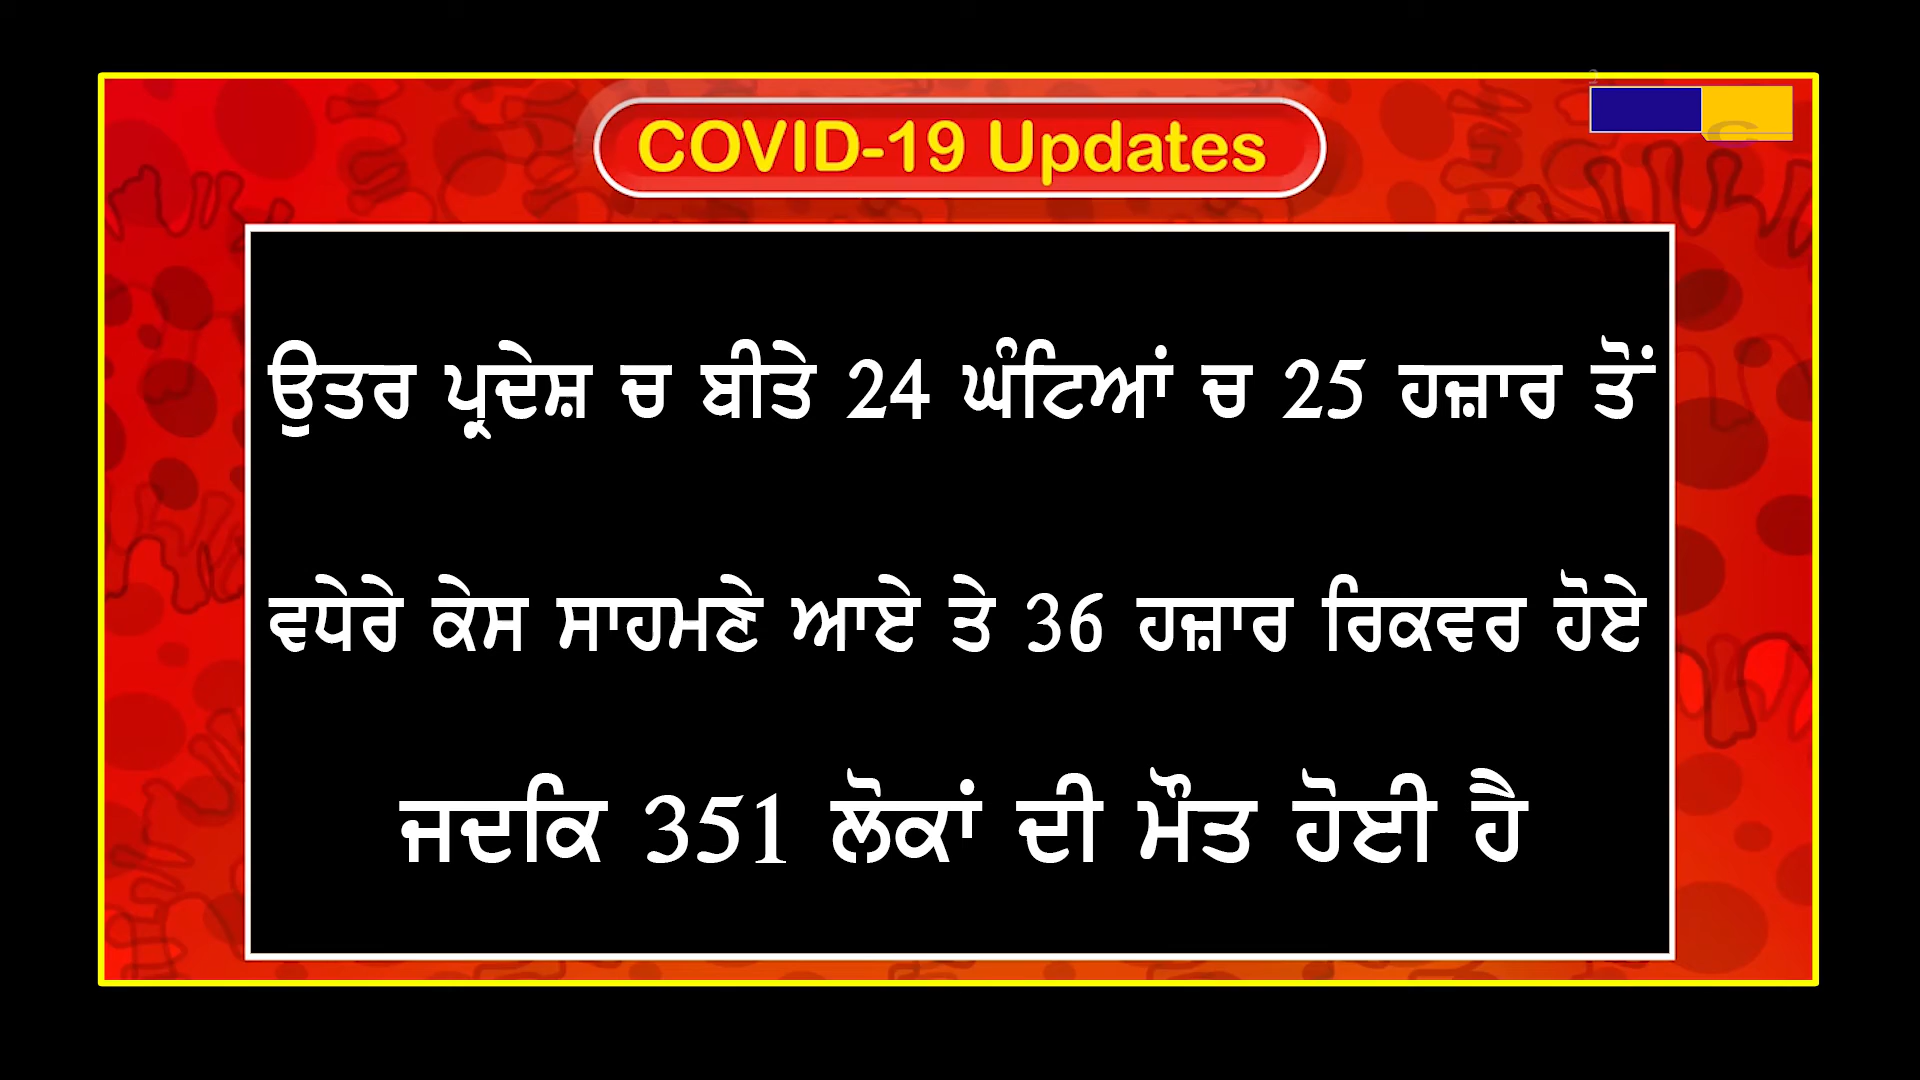 COVID-19 Updates
ਉਤਰ ਪ੍ਰਦੇਸ਼ ਚ ਬੀਤੇ 24 ਘੰਟਿਆਂ ਚ 25 ਹਜ਼ਾਰ ਤੋਂ
ਵਧੇਰੇ ਕੇਸ ਸਾਹਮਣੇ ਆਏ ਤੇ 36 ਹਜ਼ਾਰ ਰਿਕਵਰ ਹੋਏ
ਜਦਕਿ 351 ਲੋਕਾਂ ਦੀ ਮੌਤ ਹੋਈ ਹੈ